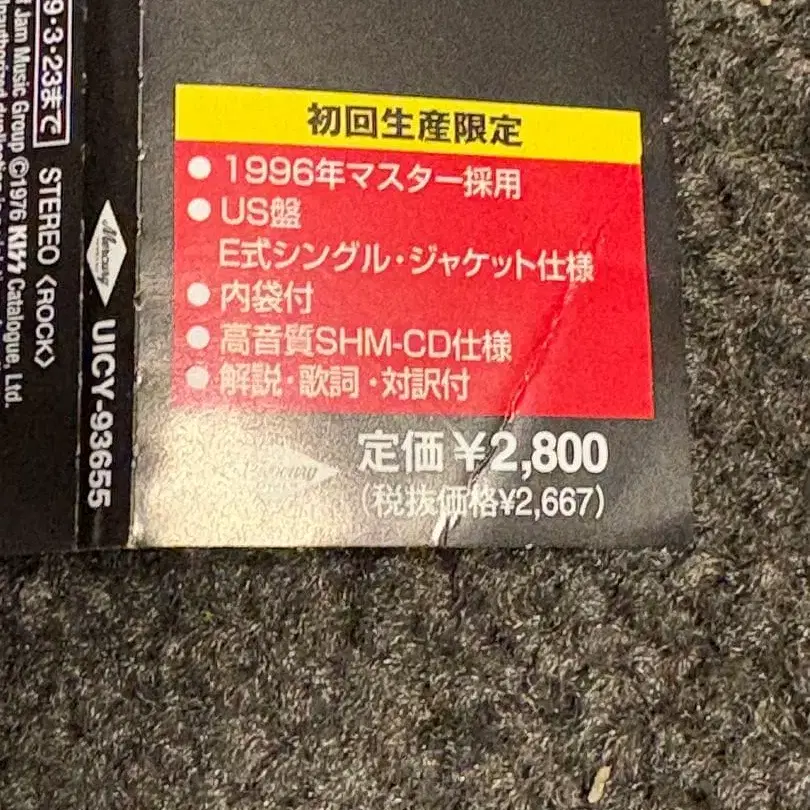 初回生産限定
● 1996年マスター採用
● US盤
E式シングル・ジャケット仕様
● 内袋付
● 高音質SHM-CD仕様
● 解説・歌詞・対訳付
定価 ¥2,800
(税抜価格¥2,667)
Mercury
UICY-93655
9・3・23まで
STEREO 〈ROCK〉
Jam Music Group ©1976 KISS Catalogue, Ltd.